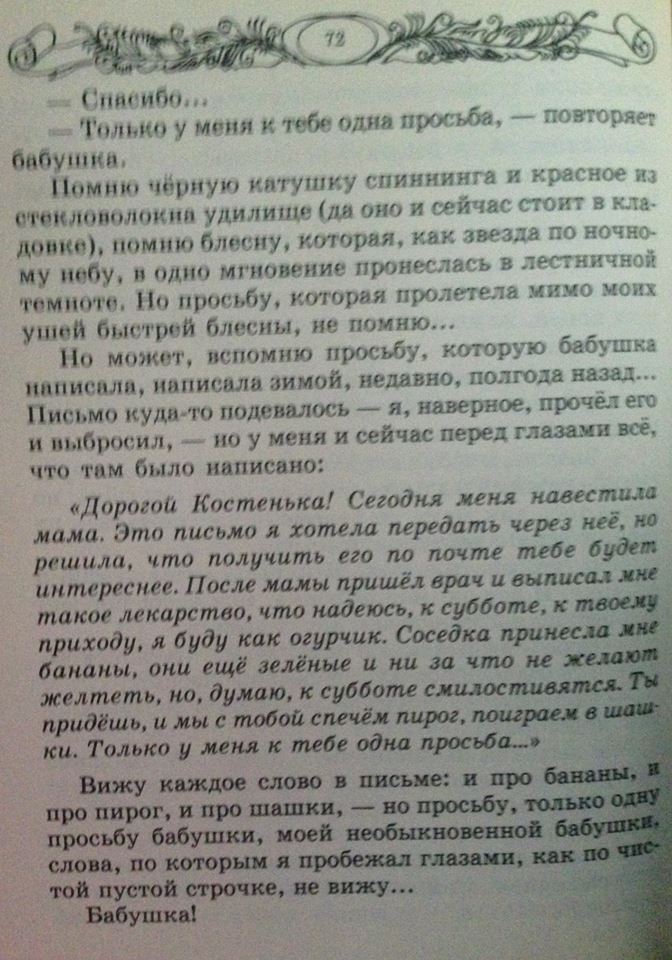 72
— Спасибо...
— Только у меня к тебе одна просьба, — повторяет
бабушка.
Помню чёрную катушку спиннинга и красное из
стекловолокна удилище (да оно и сейчас стоит в кла-
довке), помню блесну, которая, как звезда по ночно-
му небу, в одно мгновение пронеслась в лестничной
темноте. Но просьбу, которая пролетела мимо моих
ушей быстрей блесны, не помню...
Но может, вспомню просьбу, которую бабушка
написала, написала зимой, недавно, полгода назад...
Письмо куда-то подевалось — я, наверное, прочёл его
и выбросил, — но у меня и сейчас перед глазами всё,
что там было написано:
«Дорогой Костенька! Сегодня меня навестила
мама. Это письмо я хотела передать через неё, но
решила, что получить его по почте тебе будет
интереснее. После мамы пришёл врач и выписал мне
такое лекарство, что надеюсь, к субботе, к твоему
приходу, я буду как огурчик. Соседка принесла мне
бананы, они ещё зелёные и ни за что не желают
желтеть, но, думаю, к субботе смилостивятся. Ты
придёшь, и мы с тобой спечём пирог, поиграем в шаш-
ки. Только у меня к тебе одна просьба...»
Вижу каждое слово в письме: и про бананы, и
про пирог, и про шашки, — но просьбу, только одну
просьбу бабушки, моей необыкновенной бабушки,
слова, по которым я пробежал глазами, как по чис-
той пустой строчке, не вижу...
Бабушка!